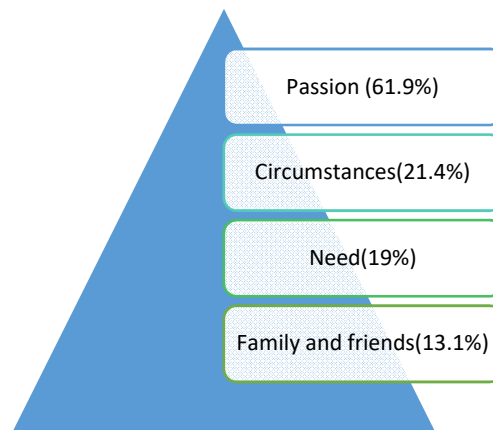 Passion (61.9%)
Circumstances(21.4%)
Need(19%)
Family and friends(13.1%)